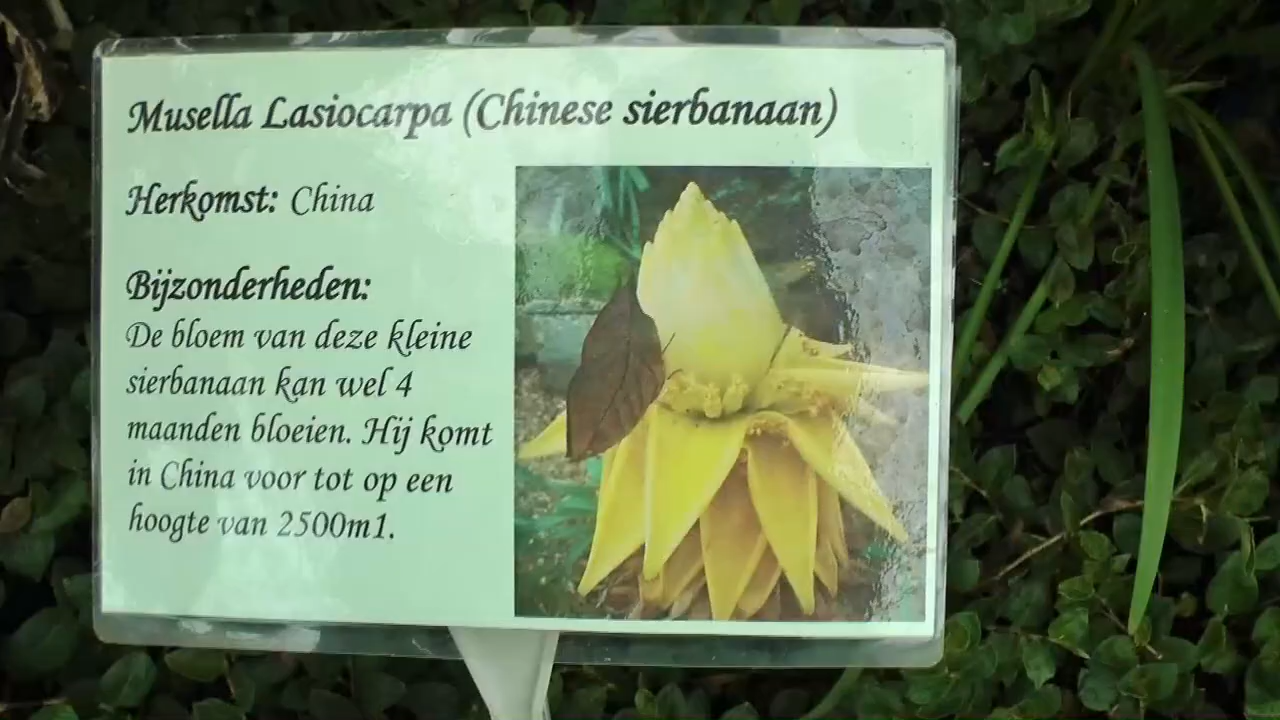 Musella Lasiocarpa (Chinese sierbanaan)
Herkomst: China
Bijzonderheden:
De bloem van deze kleine
sierbanaan kan wel 4
maanden bloeien. Hij komt
in China voor tot op een
hoogte van 2500m1.